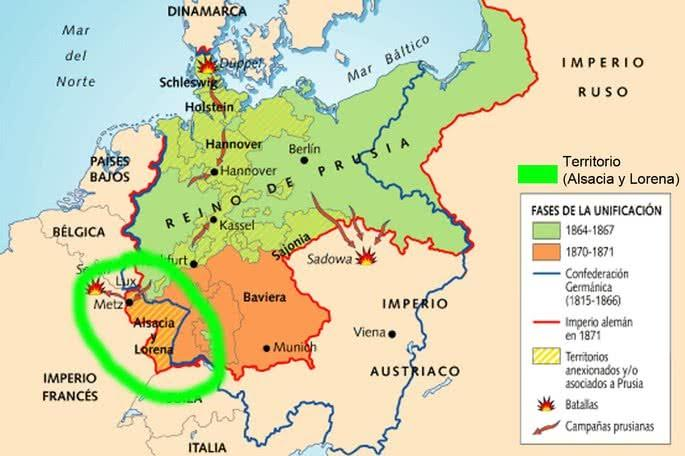 DINAMARCA
Mar
del
Norte
Düppel
Mar Báltico
IMPERIO
RUSO
Schleswig
Holstein
Hannover
Berlín
PAÍSES
BAJOS
Hannover
REINO DE PRUSIA
Territorio
(Alsacia y Lorena)
FASES DE LA UNIFICACIÓN
1864-1867
1870-1871
Confederación
Germánica
(1815-1866)
Imperio alemán
en 1871
Territorios
anexionados y/o
asociados a Prusia
Batallas
Campañas prusianas
BÉLGICA
Kassel
Sajonia
Sadowa
Lux.
Metz
Alsacia
y
Lorena
Baviera
IMPERIO
AUSTRIACO
Viena
Munich
IMPERIO
FRANCÉS
ITALIA